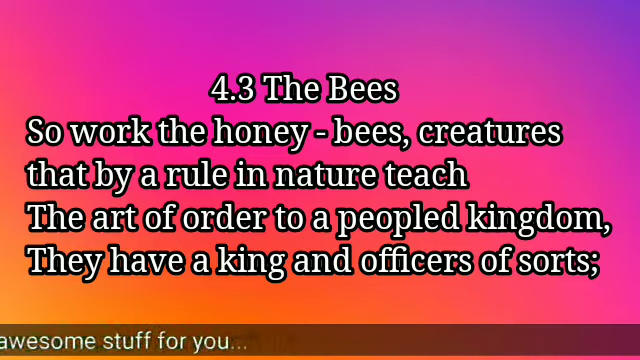 4.3 The Bees
So work the honey - bees, creatures
that by a rule in nature teach
The art of order to a peopled kingdom,
They have a king and officers of sorts;
awesome stuff for you...